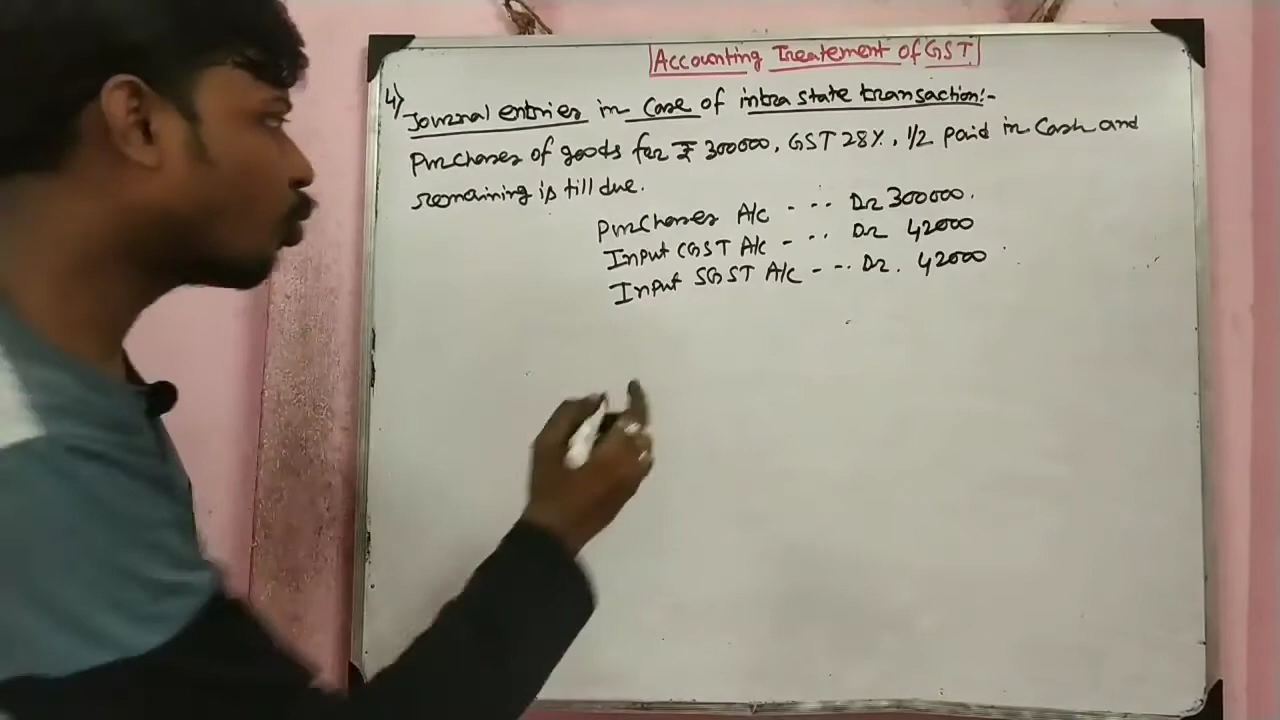 Accounting Treatement of GST
4) Journal entries in Case of intra state transaction:-
Purchases of goods for ₹ 300000, GST 28%, 1/2 paid in Cash and
remaining is till due.
Purchases A/c - - - Dr 300000.
Input CGST A/c - - - Dr 42000
Input SGST A/c - - - Dr. 42000